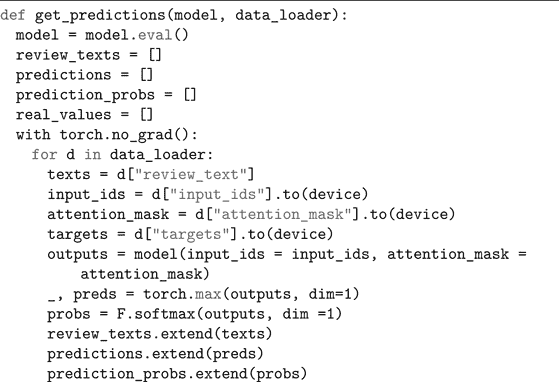 def get_predictions(model, data_loader):
  model = model.eval()
  review_texts = []
  predictions = []
  prediction_probs = []
  real_values = []
  with torch.no_grad():
    for d in data_loader:
      texts = d["review_text"]
      input_ids = d["input_ids"].to(device)
      attention_mask = d["attention_mask"].to(device)
      targets = d["targets"].to(device)
      outputs = model(input_ids = input_ids, attention_mask =
          attention_mask)
      _, preds = torch.max(outputs, dim=1)
      probs = F.softmax(outputs, dim =1)
      review_texts.extend(texts)
      predictions.extend(preds)
      prediction_probs.extend(probs)